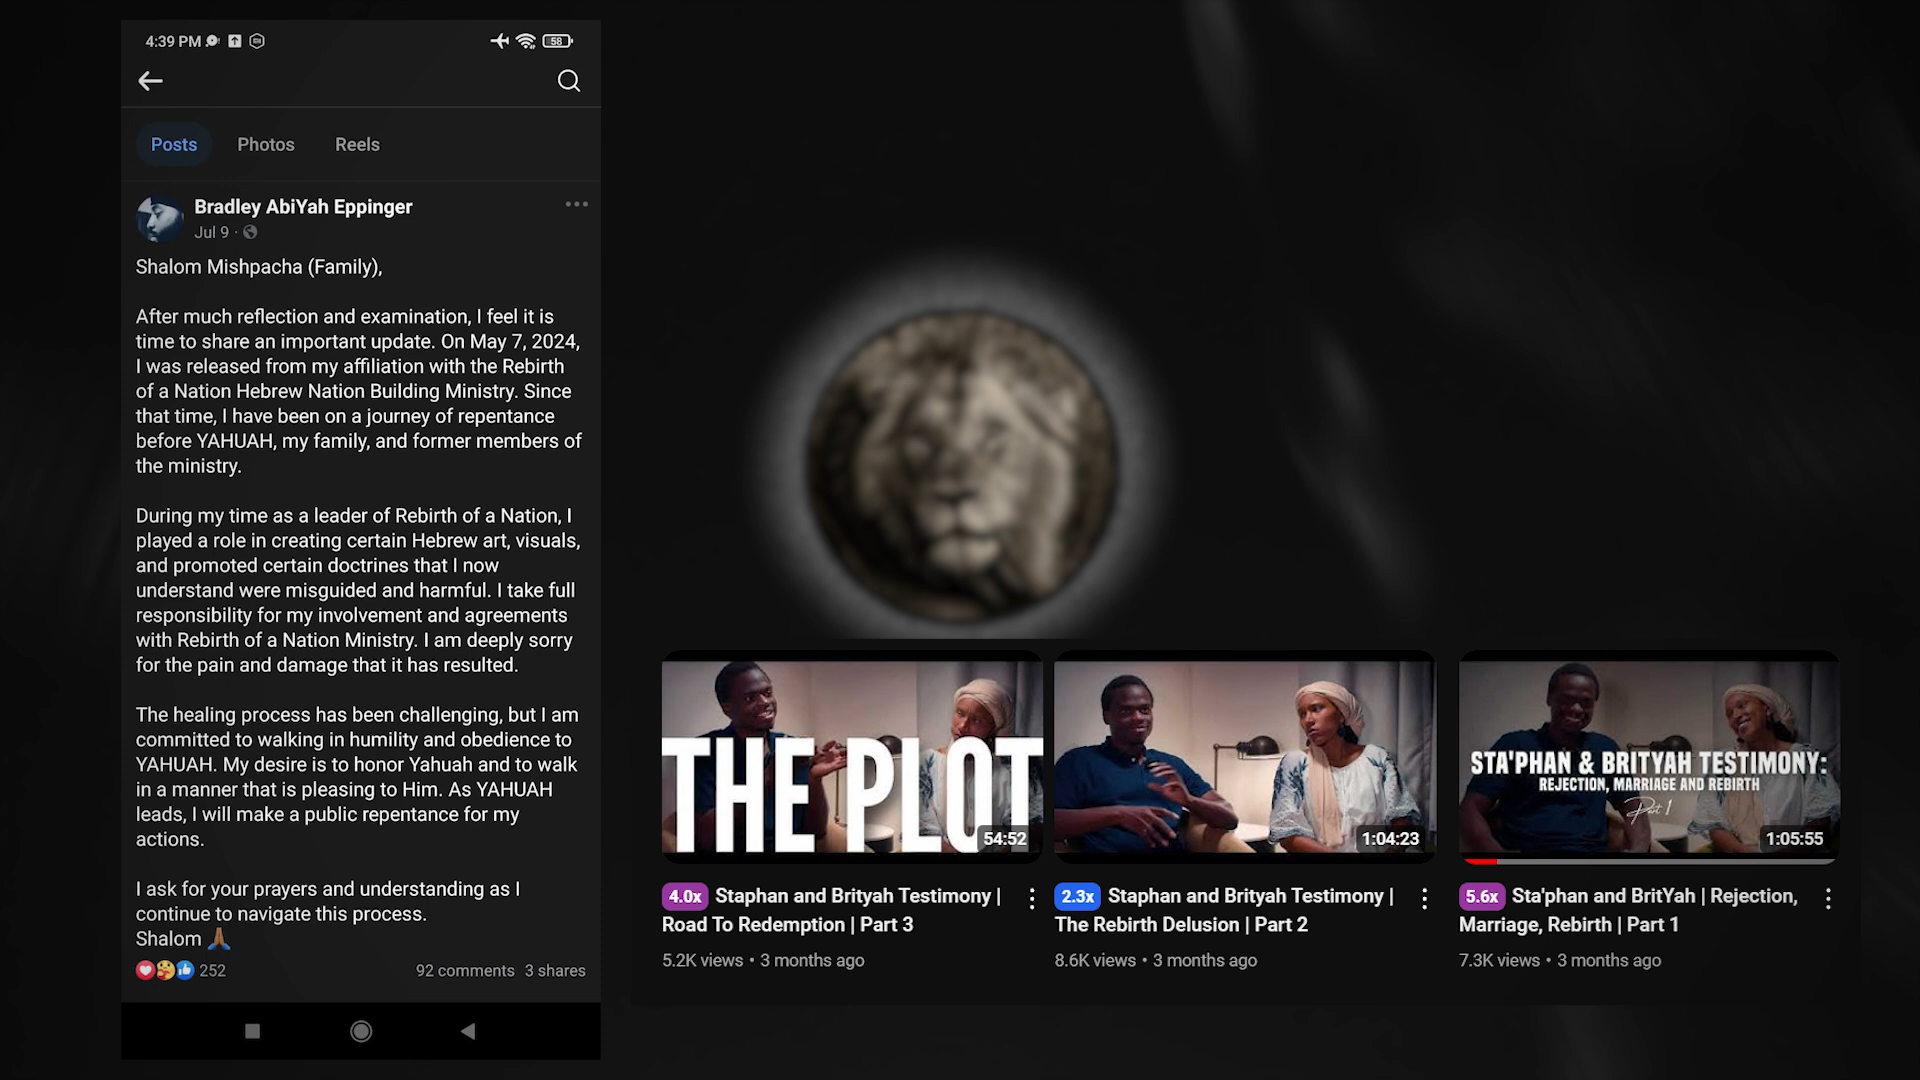 4:39 PM
58
Posts Photos Reels
Bradley AbiYah Eppinger
Jul 9 ·
Shalom Mishpacha (Family),
After much reflection and examination, I feel it is
time to share an important update. On May 7, 2024,
I was released from my affiliation with the Rebirth
of a Nation Hebrew Nation Building Ministry. Since
that time, I have been on a journey of repentance
before YAHUAH, my family, and former members of
the ministry.
During my time as a leader of Rebirth of a Nation, I
played a role in creating certain Hebrew art, visuals,
and promoted certain doctrines that I now
understand were misguided and harmful. I take full
responsibility for my involvement and agreements
with Rebirth of a Nation Ministry. I am deeply sorry
for the pain and damage that it has resulted.
The healing process has been challenging, but I am
committed to walking in humility and obedience to
YAHUAH. My desire is to honor Yahuah and to walk
in a manner that is pleasing to Him. As YAHUAH
leads, I will make a public repentance for my
actions.
I ask for your prayers and understanding as I
continue to navigate this process.
Shalom 🙏🏾
252 92 comments 3 shares
THE PLOT
54:52
4.0x Staphan and Brityah Testimony |
Road To Redemption | Part 3
5.2K views • 3 months ago
1:04:23
2.3x Staphan and Brityah Testimony |
The Rebirth Delusion | Part 2
8.6K views • 3 months ago
STA'PHAN & BRITYAH TESTIMONY:
REJECTION, MARRIAGE AND REBIRTH
Part 1
1:05:55
5.6x Sta'phan and BritYah | Rejection,
Marriage, Rebirth | Part 1
7.3K views • 3 months ago